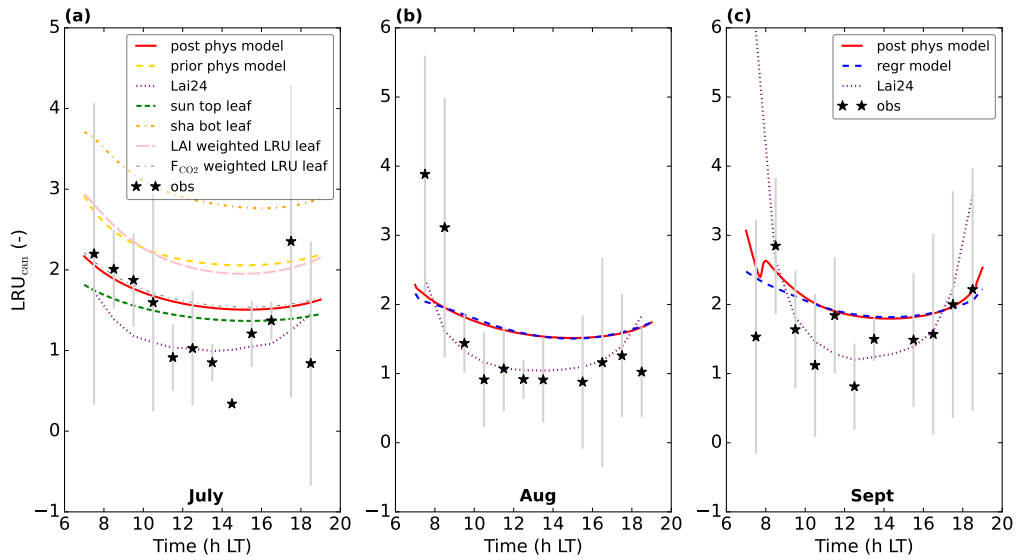 (a)
(b)
(c)
5
4
3
2
1
0
−1
LRUcan (-)
post phys model
prior phys model
Lai24
sun top leaf
sha bot leaf
LAI weighted LRU leaf
FCO2 weighted LRU leaf
obs
July
6 8 10 12 14 16 18 20
Time (h LT)
6
5
4
3
2
1
0
−1
Aug
6 8 10 12 14 16 18 20
Time (h LT)
6
5
4
3
2
1
0
−1
post phys model
regr model
Lai24
obs
Sept
6 8 10 12 14 16 18 20
Time (h LT)